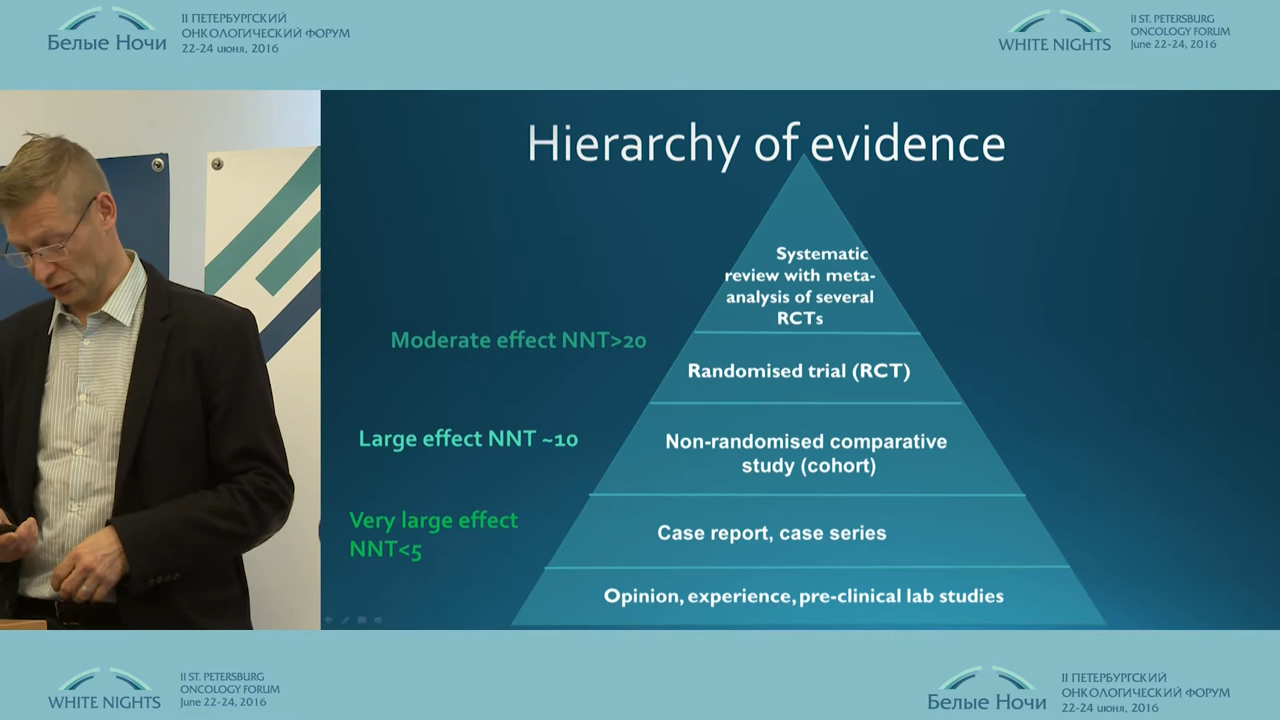 Белые Ночи
II ПЕТЕРБУРГСКИЙ
ОНКОЛОГИЧЕСКИЙ ФОРУМ
22-24 июня, 2016
WHITE NIGHTS
II ST. PETERSBURG
ONCOLOGY FORUM
June 22-24, 2016
Hierarchy of evidence
Systematic
review with meta-
analysis of several
RCTs
Moderate effect NNT>20
Randomised trial (RCT)
Large effect NNT ~10
Non-randomised comparative
study (cohort)
Very large effect
NNT<5
Case report, case series
Opinion, experience, pre-clinical lab studies
WHITE NIGHTS
II ST. PETERSBURG
ONCOLOGY FORUM
June 22-24, 2016
Белые Ночи
II ПЕТЕРБУРГСКИЙ
ОНКОЛОГИЧЕСКИЙ ФОРУМ
22-24 июня, 2016